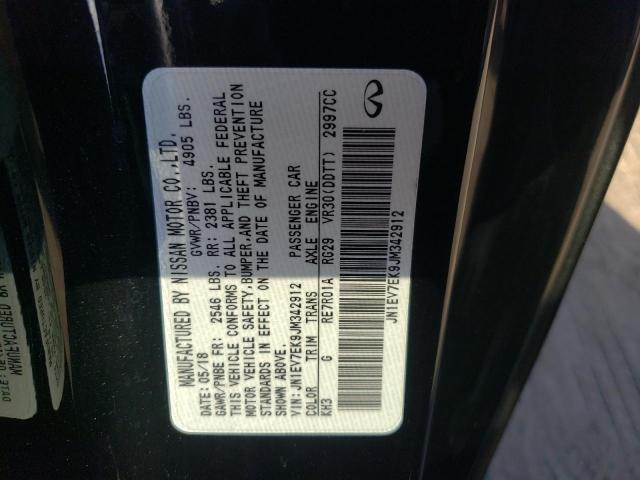 MANUFACTURED BY NISSAN MOTOR CO.,LTD.
DATE: 05/18 GVWR/PNBV: 4905 LBS.
GAWR/PNBE FR: 2546 LBS. RR: 2381 LBS.
THIS VEHICLE CONFORMS TO ALL APPLICABLE FEDERAL
MOTOR VEHICLE SAFETY, BUMPER, AND THEFT PREVENTION
STANDARDS IN EFFECT ON THE DATE OF MANUFACTURE
SHOWN ABOVE.
VIN: JN1EV7EK9JM342912 PASSENGER CAR
COLOR TRIM TRANS AXLE ENGINE
KH3 G RE7R01A RG29 VR30(DDTT) 2997CC
JN1EV7EK9JM342912